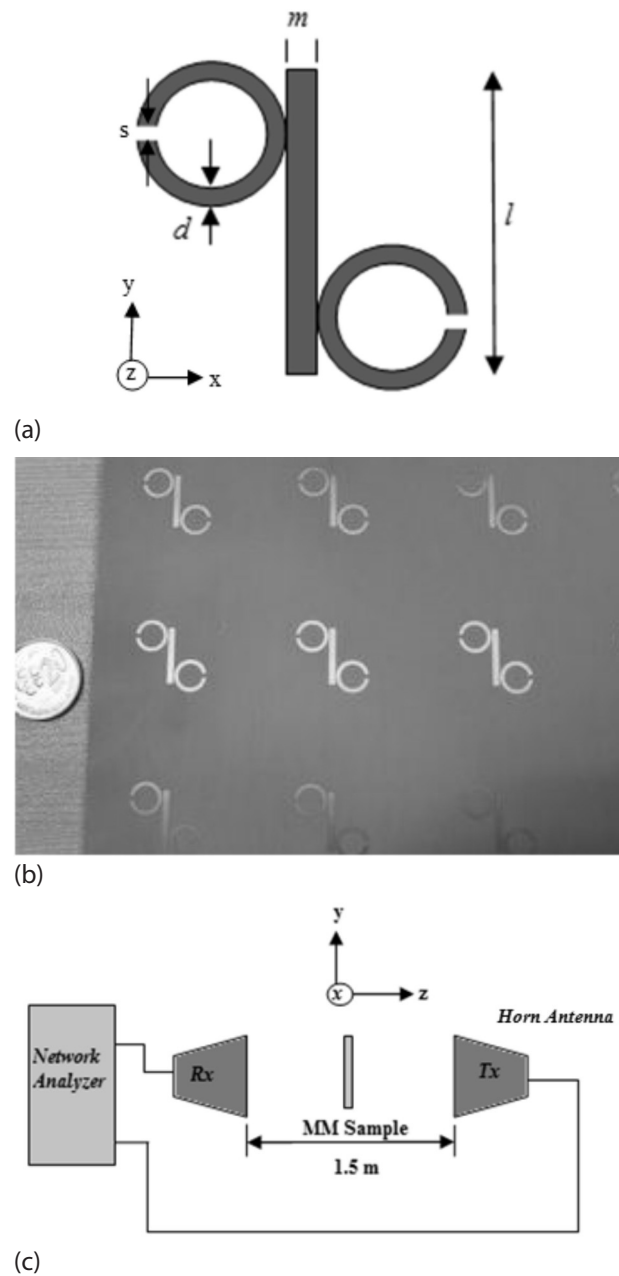 m
s
d
l
y
z
x
(a)
(b)
y
x
z
Horn Antenna
Network
Analyzer
Rx
Tx
MM Sample
1.5 m
(c)